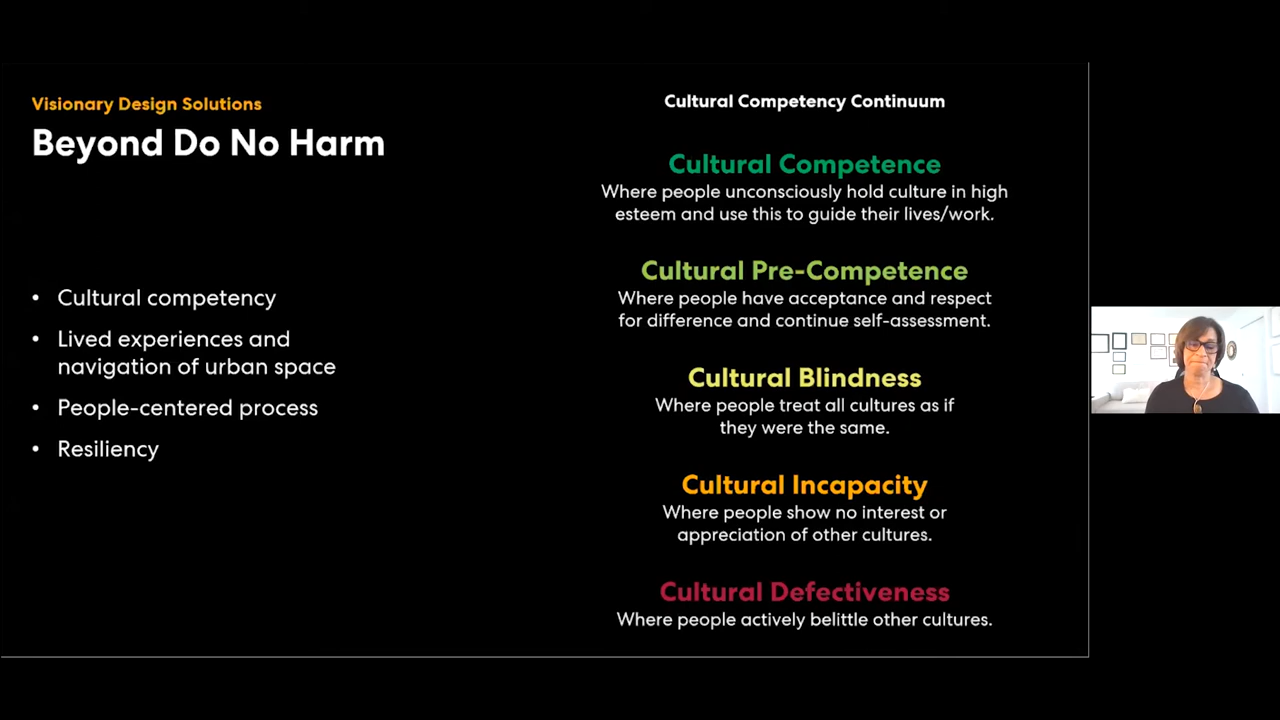 Visionary Design Solutions
Beyond Do No Harm
• Cultural competency
• Lived experiences and
navigation of urban space
• People-centered process
• Resiliency
Cultural Competency Continuum
Cultural Competence
Where people unconsciously hold culture in high
esteem and use this to guide their lives/work.
Cultural Pre-Competence
Where people have acceptance and respect
for difference and continue self-assessment.
Cultural Blindness
Where people treat all cultures as if
they were the same.
Cultural Incapacity
Where people show no interest or
appreciation of other cultures.
Cultural Defectiveness
Where people actively belittle other cultures.